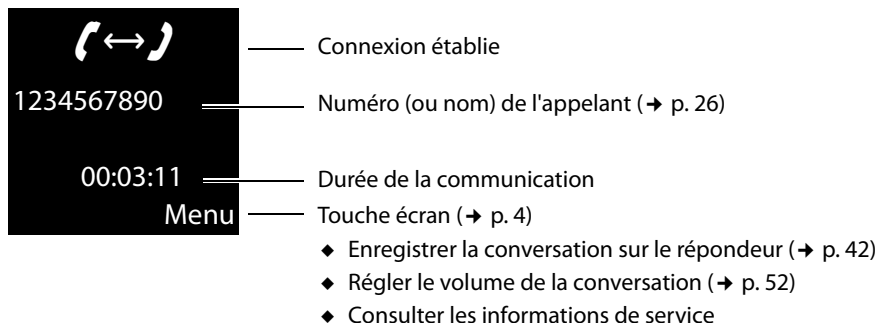 Connexion établie
1234567890 Numéro (ou nom) de l'appelant (➔ p. 26)
00:03:11 Durée de la communication
Menu Touche écran (➔ p. 4)
◆ Enregistrer la conversation sur le répondeur (➔ p. 42)
◆ Régler le volume de la conversation (➔ p. 52)
◆ Consulter les informations de service